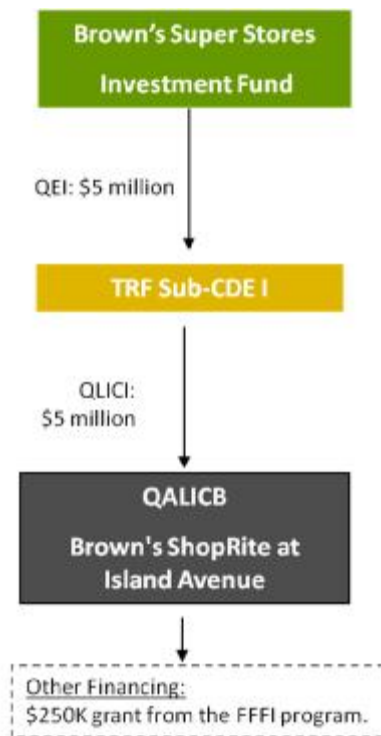 Brown's Super Stores
Investment Fund
QEI: $5 million
TRF Sub-CDE I
QLICI:
$5 million
QALICB
Brown's ShopRite at
Island Avenue
Other Financing:
$250K grant from the FFFI program.